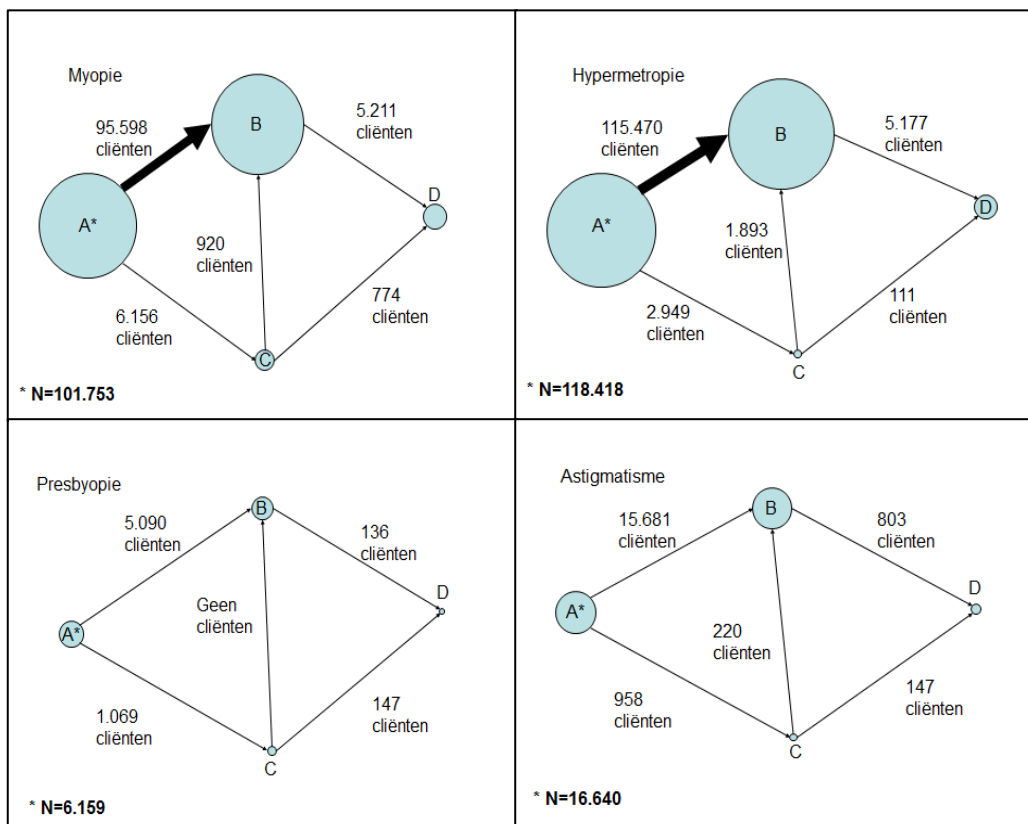 Myopie
95.598
cliënten
B
5.211
cliënten
D
A*
920
cliënten
774
cliënten
6.156
cliënten
C
* N=101.753
Hypermetropie
115.470
cliënten
B
5.177
cliënten
D
A*
1.893
cliënten
111
cliënten
2.949
cliënten
C
* N=118.418
Presbyopie
5.090
cliënten
B
136
cliënten
D
A*
Geen
cliënten
147
cliënten
1.069
cliënten
C
* N=6.159
Astigmatisme
15.681
cliënten
B
803
cliënten
D
A*
220
cliënten
147
cliënten
958
cliënten
C
* N=16.640